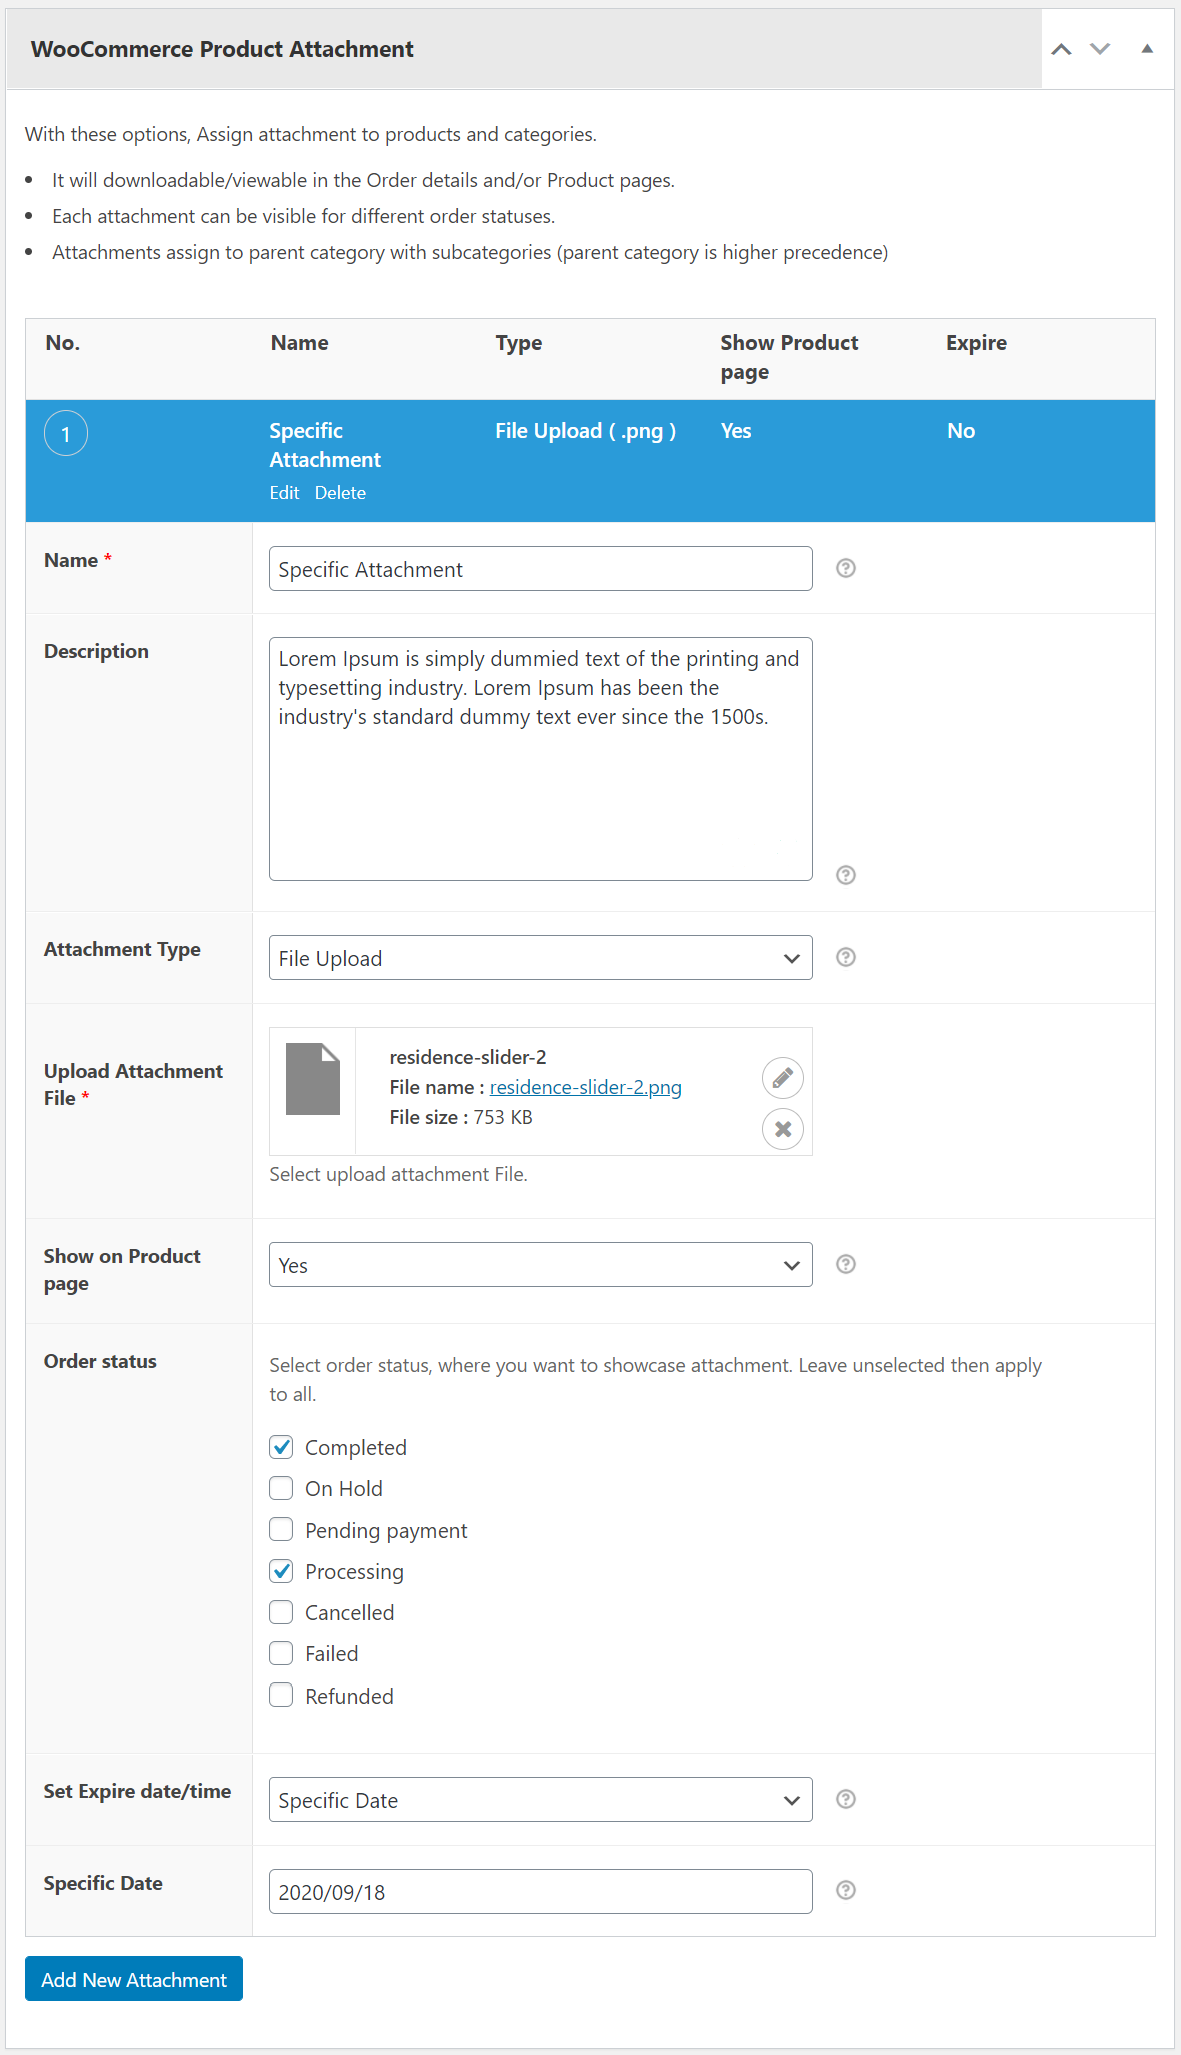 WooCommerce Product Attachment
With these options, Assign attachment to products and categories.
It will downloadable/viewable in the Order details and/or Product pages.
Each attachment can be visible for different order statuses.
Attachments assign to parent category with subcategories (parent category is higher precedence)
No. Name Type Show Product Expire
page
1 Specific File Upload ( .png ) Yes No
Attachment
Edit Delete
Name * Specific Attachment
Description
Lorem Ipsum is simply dummied text of the printing and
typesetting industry. Lorem Ipsum has been the
industry's standard dummy text ever since the 1500s.
Attachment Type File Upload
Upload Attachment
File *
residence-slider-2
File name : residence-slider-2.png
File size : 753 KB
Select upload attachment File.
Show on Product
page
Yes
Order status
Select order status, where you want to showcase attachment. Leave unselected then apply
to all.
Completed
On Hold
Pending payment
Processing
Cancelled
Failed
Refunded
Set Expire date/time Specific Date
Specific Date 2020/09/18
Add New Attachment